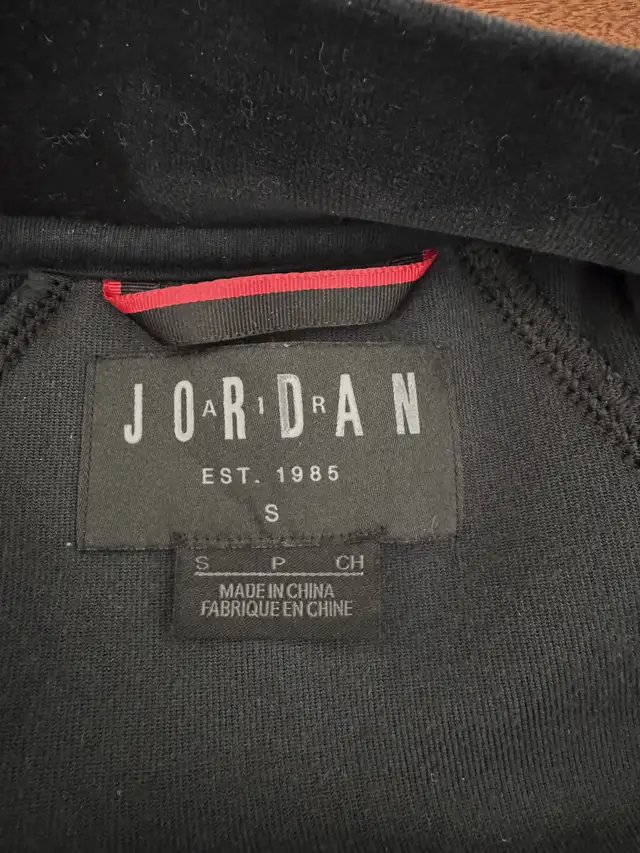 JORDAN
AIR
EST. 1985
S
S P CH
MADE IN CHINA
FABRIQUE EN CHINE